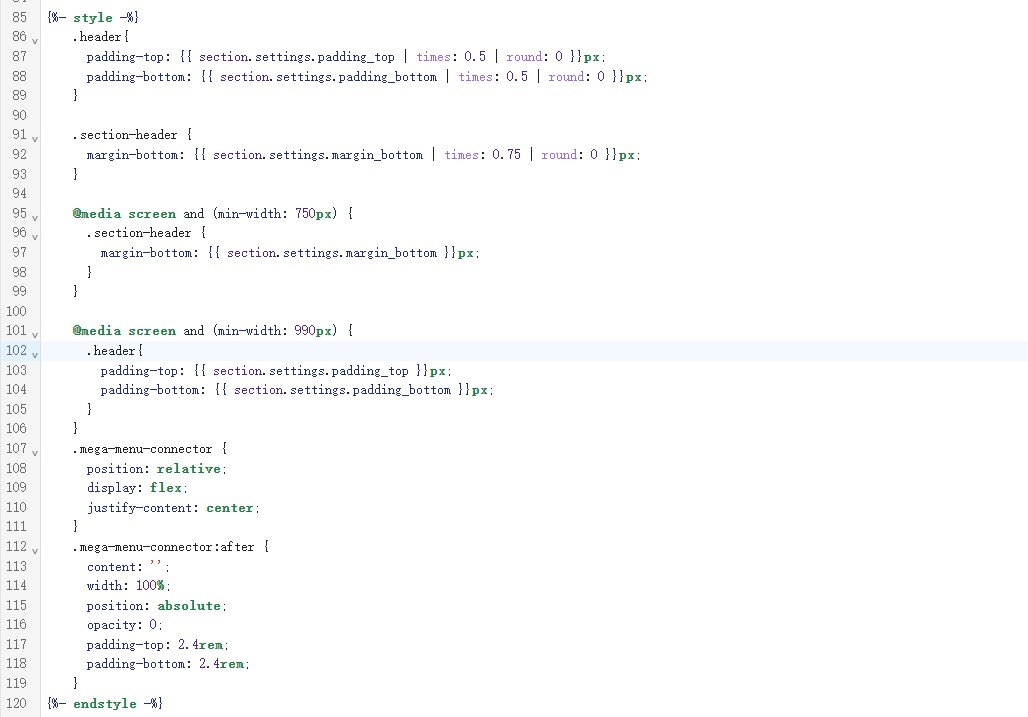 85 {%- style -%}
86 .header{
87 padding-top: {{ section.settings.padding_top | times: 0.5 | round: 0 }}px;
88 padding-bottom: {{ section.settings.padding_bottom | times: 0.5 | round: 0 }}px;
89 }
90
91 .section-header {
92 margin-bottom: {{ section.settings.margin_bottom | times: 0.75 | round: 0 }}px;
93 }
94
95 @media screen and (min-width: 750px) {
96 .section-header {
97 margin-bottom: {{ section.settings.margin_bottom }}px;
98 }
99 }
100
101 @media screen and (min-width: 990px) {
102 .header{
103 padding-top: {{ section.settings.padding_top }}px;
104 padding-bottom: {{ section.settings.padding_bottom }}px;
105 }
106 }
107 .mega-menu-connector {
108 position: relative;
109 display: flex;
110 justify-content: center;
111 }
112 .mega-menu-connector:after {
113 content: '';
114 width: 100%;
115 position: absolute;
116 opacity: 0;
117 padding-top: 2.4rem;
118 padding-bottom: 2.4rem;
119 }
120 {%- endstyle -%}